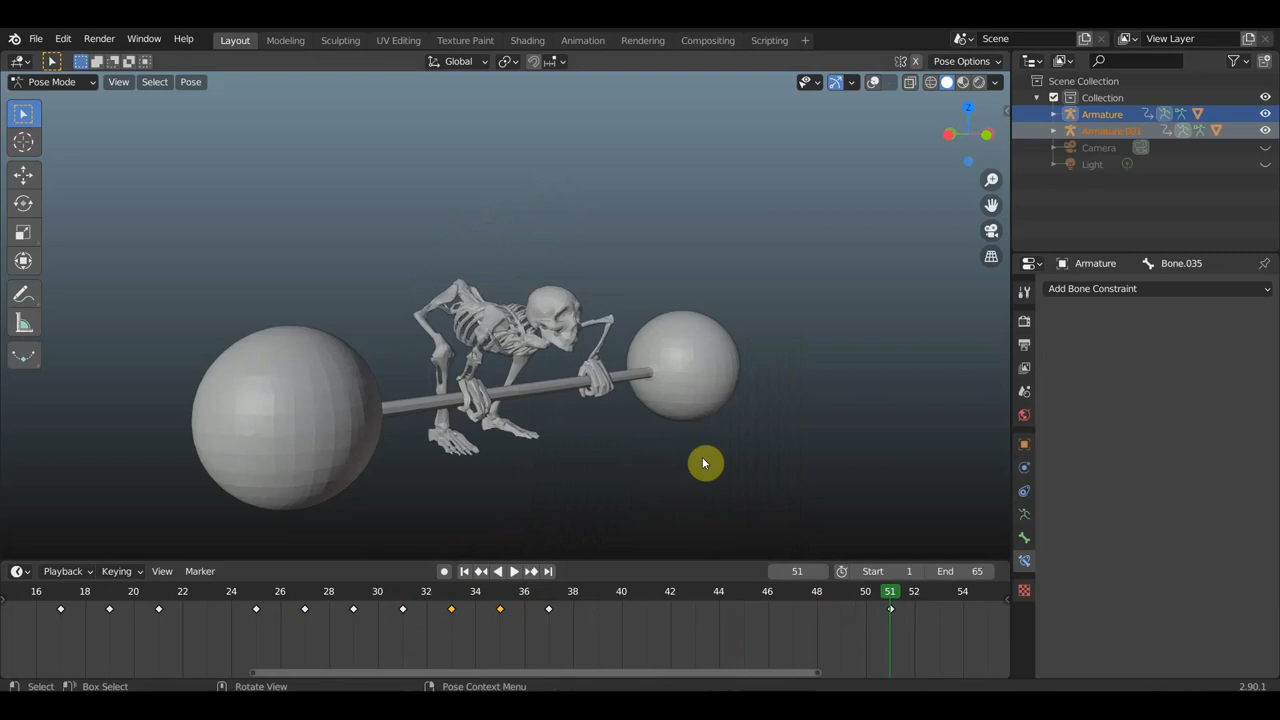 File Edit Render Window Help Layout Modeling Sculpting UV Editing Texture Paint Shading Animation Rendering Compositing Scripting + Scene View Layer
Global Pose Options
X
Pose Mode View Select Pose
Scene Collection
Collection
Armature
Armature.001
Camera
Light
Z
Armature Bone.035
Add Bone Constraint
Playback Keying View Marker 51 Start 1 End 65
16 18 20 22 24 26 28 30 32 34 36 38 40 42 44 46 48 50 51 52 54
Select Box Select Rotate View Pose Context Menu 2.90.1